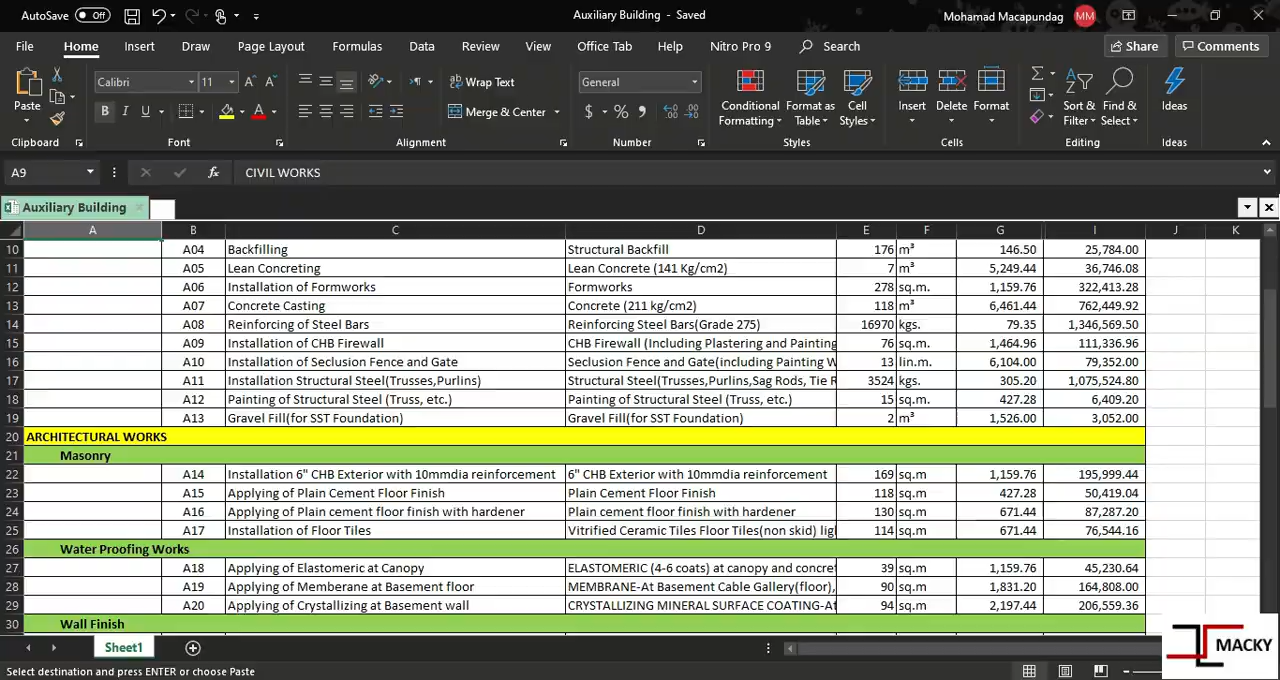 AutoSave Off Auxiliary Building - Saved Mohamad Macapundag MM
File Home Insert Draw Page Layout Formulas Data Review View Office Tab Help Nitro Pro 9 Search Share Comments
Paste Calibri 11 Wrap Text General Conditional Formatting Format as Table Cell Styles Insert Delete Format Sort & Filter Find & Select Ideas
B I U A Merge & Center $ %
Clipboard Font Alignment Number Styles Cells Editing Ideas
A9 fx CIVIL WORKS
Auxiliary Building
A B C D E F G H I J K
10 A04 Backfilling Structural Backfill 176 m³ 146.50 25,784.00
11 A05 Lean Concreting Lean Concrete (141 Kg/cm2) 7 m³ 5,249.44 36,746.08
12 A06 Installation of Formworks Formworks 278 sq.m. 1,159.76 322,413.28
13 A07 Concrete Casting Concrete (211 kg/cm2) 118 m³ 6,461.44 762,449.92
14 A08 Reinforcing of Steel Bars Reinforcing Steel Bars(Grade 275) 16970 kgs. 79.35 1,346,569.50
15 A09 Installation of CHB Firewall CHB Firewall (Including Plastering and Painting 76 sq.m 1,464.96 111,336.96
16 A10 Installation of Seclusion Fence and Gate Seclusion Fence and Gate(including Painting W 13 lin.m. 6,104.00 79,352.00
17 A11 Installation Structural Steel(Trusses,Purlins) Structural Steel(Trusses,Purlins,Sag Rods, Tie R 3524 kgs. 305.20 1,075,524.80
18 A12 Painting of Structural Steel (Truss, etc.) Painting of Structural Steel (Truss, etc.) 15 sq.m 427.28 6,409.20
19 A13 Gravel Fill(for SST Foundation) Gravel Fill(for SST Foundation) 2 m³ 1,526.00 3,052.00
20 ARCHITECTURAL WORKS
21 Masonry
22 A14 Installation 6" CHB Exterior with 10mmdia reinforcement 6" CHB Exterior with 10mmdia reinforcement 169 sq.m 1,159.76 195,999.44
23 A15 Applying of Plain Cement Floor Finish Plain Cement Floor Finish 118 sq.m 427.28 50,419.04
24 A16 Applying of Plain cement floor finish with hardener Plain cement floor finish with hardener 130 sq.m 671.44 87,287.20
25 A17 Installation of Floor Tiles Vitrified Ceramic Tiles Floor Tiles(non skid) lig 114 sq.m 671.44 76,544.16
26 Water Proofing Works
27 A18 Applying of Elastomeric at Canopy ELASTOMERIC (4-6 coats) at canopy and concre 39 sq.m 1,159.76 45,230.64
28 A19 Applying of Memberane at Basement floor MEMBRANE-At Basement Cable Gallery(floor), 90 sq.m 1,831.20 164,808.00
29 A20 Applying of Crystallizing at Basement wall CRYSTALLIZING MINERAL SURFACE COATING-At 94 sq.m 2,197.44 206,559.36
30 Wall Finish
Sheet1
MACKY
Select destination and press ENTER or choose Paste